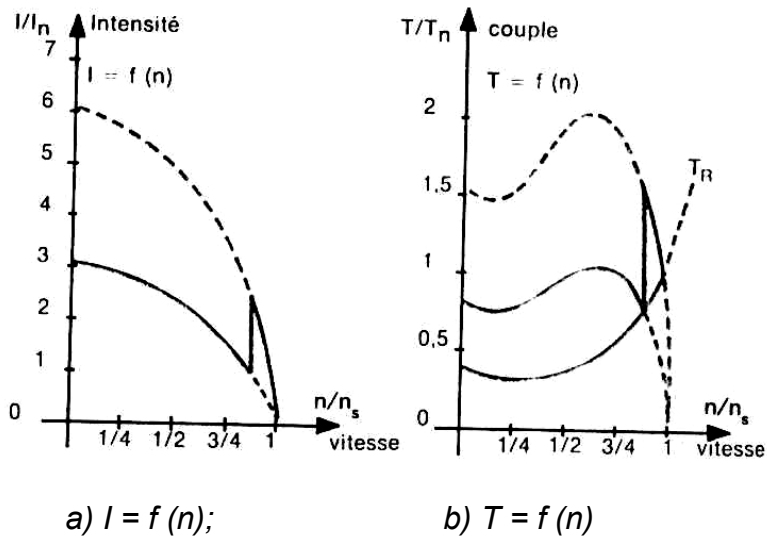 I/In Intensité
7
I = f (n)
6
5
4
3
2
1
0
1/4 1/2 3/4 1
n/ns
vitesse
T/Tn couple
T = f (n)
2
1,5
TR
1
0,5
0
1/4 1/2 3/4 1
n/ns
vitesse
a) I = f (n);
b) T = f (n)